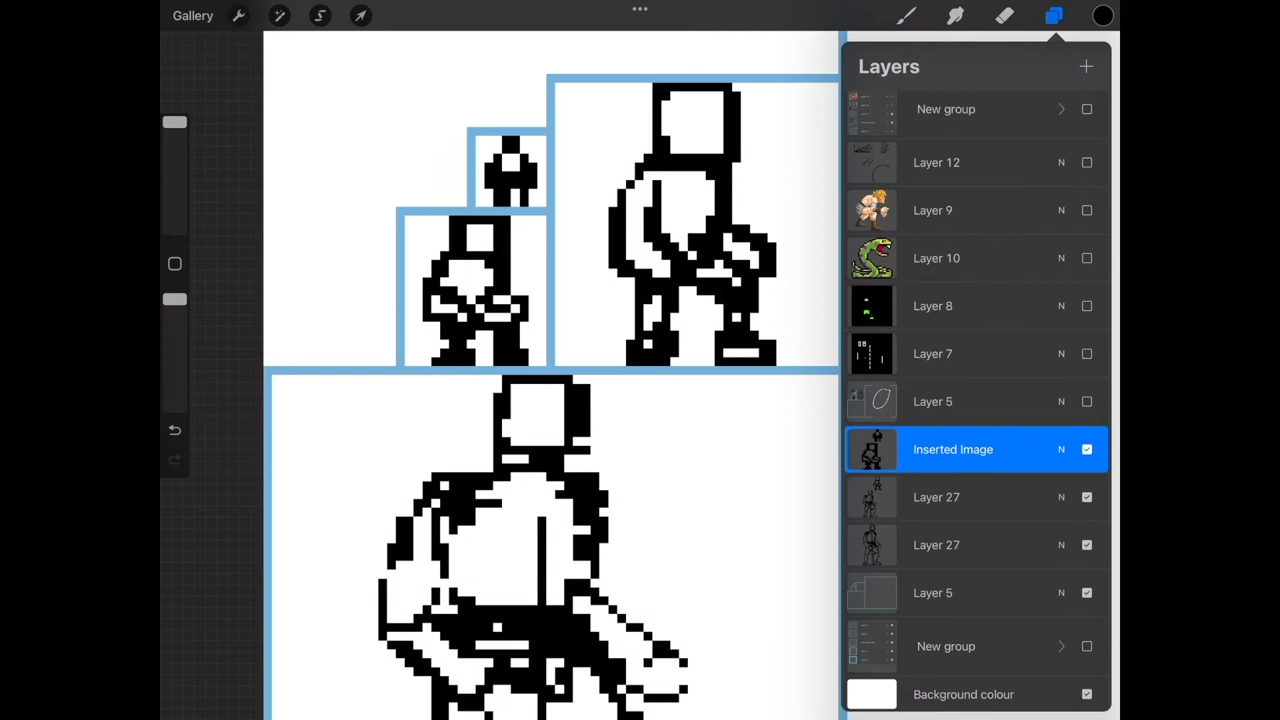 Gallery
Layers
New group
Layer 12 N
Layer 9 N
Layer 10 N
Layer 8 N
Layer 7 N
Layer 5 N
Inserted Image N
Layer 27 N
Layer 27 N
Layer 5 N
New group
Background colour